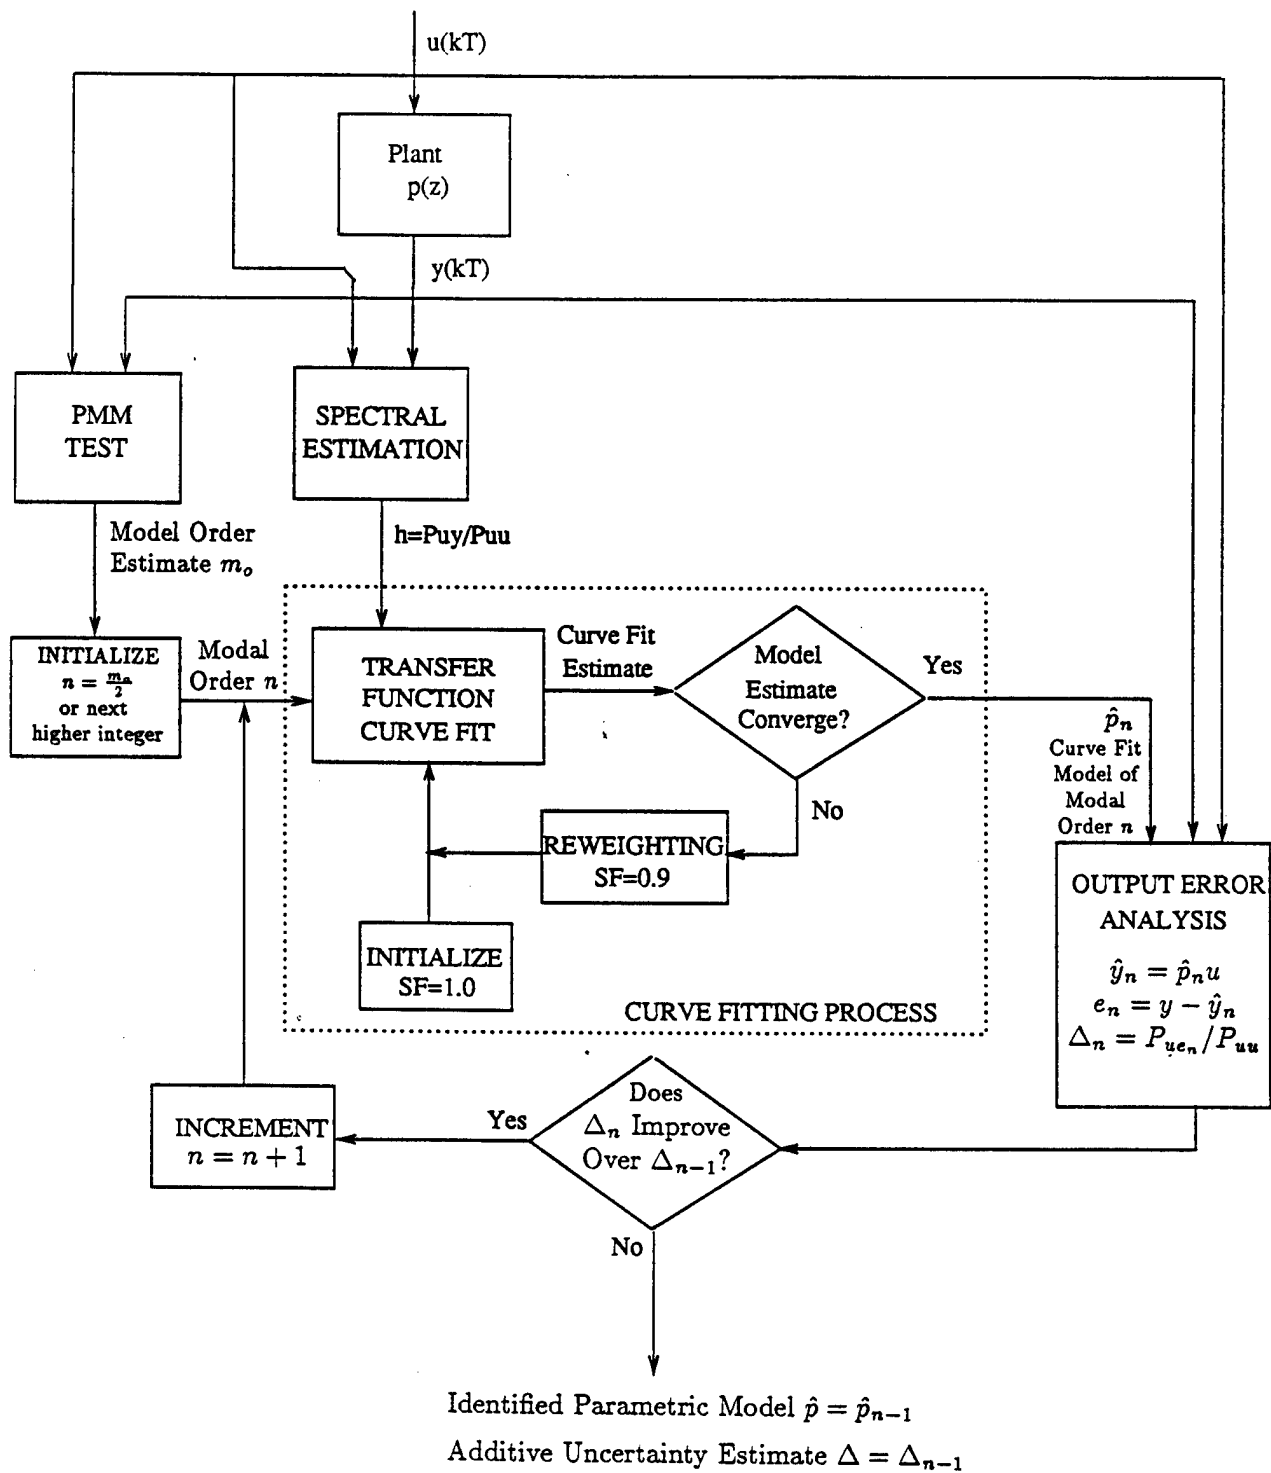 u(kT)
Plant
p(z)
y(kT)
PMM
TEST
SPECTRAL
ESTIMATION
Model Order
Estimate m_o
h=Puy/Puu
INITIALIZE
n = m_o/2
or next
higher integer
Modal
Order n
TRANSFER
FUNCTION
CURVE FIT
Curve Fit
Estimate
Model
Estimate
Converge?
Yes
No
p̂_n
Curve Fit
Model of
Modal
Order n
REWEIGHTING
SF=0.9
INITIALIZE
SF=1.0
CURVE FITTING PROCESS
OUTPUT ERROR
ANALYSIS
ŷ_n = p̂_n u
e_n = y − ŷ_n
Δ_n = P_{ue_n}/P_{uu}
Does
Δ_n Improve
Over Δ_{n−1}?
Yes
INCREMENT
n = n + 1
No
Identified Parametric Model p̂ = p̂_{n−1}
Additive Uncertainty Estimate Δ = Δ_{n−1}